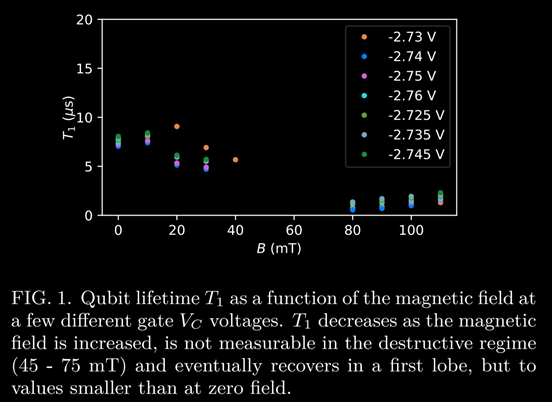 20
15
10
5
0
T₁ (μs)
-2.73 V
-2.74 V
-2.75 V
-2.76 V
-2.725 V
-2.735 V
-2.745 V
0 20 40 60 80 100
B (mT)
FIG. 1. Qubit lifetime T₁ as a function of the magnetic field at
a few different gate V_C voltages. T₁ decreases as the magnetic
field is increased, is not measurable in the destructive regime
(45 - 75 mT) and eventually recovers in a first lobe, but to
values smaller than at zero field.